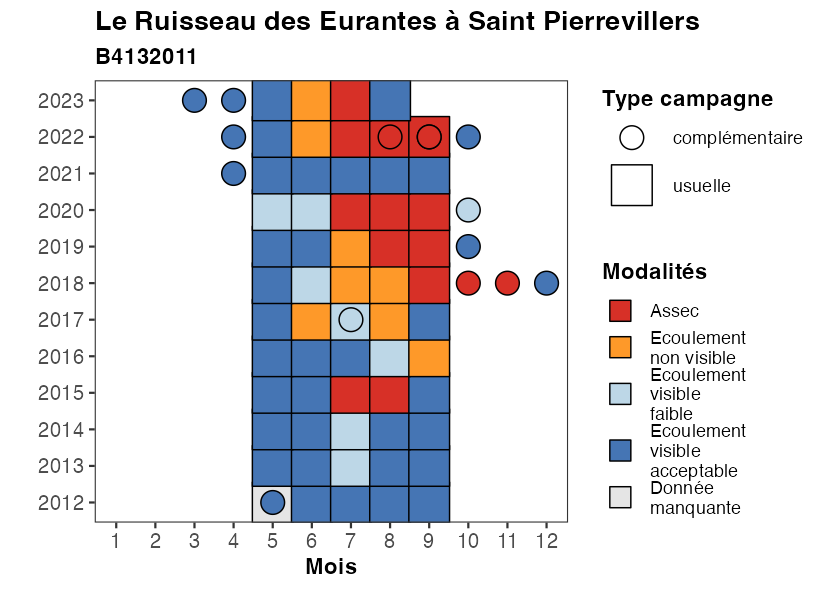 Le Ruisseau des Eurantes à Saint Pierrevillers
B4132011
2023
2022
2021
2020
2019
2018
2017
2016
2015
2014
2013
2012
1 2 3 4 5 6 7 8 9 10 11 12
Mois
Type campagne
complémentaire
usuelle
Modalités
Assec
Ecoulement
non visible
Ecoulement
visible
faible
Ecoulement
visible
acceptable
Donnée
manquante